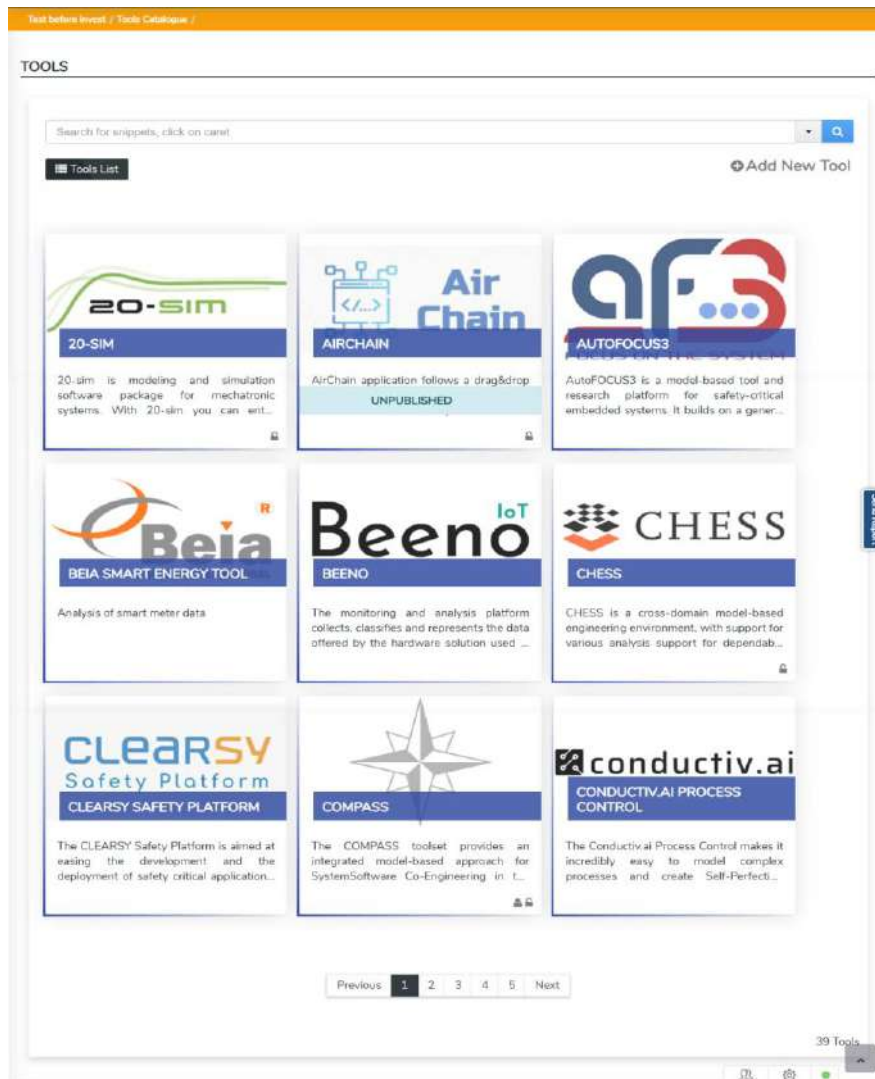 Test before invest / Tools Catalogue /
TOOLS
Search for snippets, click on caret
Tools List
Add New Tool
20-sim
20-SIM
20-sim is modeling and simulation
software package for mechatronic
systems. With 20-sim you can ent...
</...>
Air
Chain
AIRCHAIN
AirChain application follows a drag&drop
UNPUBLISHED
aF3
FOCUS ON THE SYSTEM
AUTOFOCUS3
AutoFOCUS3 is a model-based tool and
research platform for safety-critical
embedded systems. It builds on a gener...
Beia
R
BEIA SMART ENERGY TOOL
Analysis of smart meter data
Beeno
IoT
BEENO
The monitoring and analysis platform
collects, classifies and represents the data
offered by the hardware solution used ...
CHESS
CHESS
CHESS is a cross-domain model-based
engineering environment, with support for
various analysis support for dependab...
CLeaRSY
Safety Platform
CLEARSY SAFETY PLATFORM
The CLEARSY Safety Platform is aimed at
easing the development and the
deployment of safety critical application...
COMPASS
The COMPASS toolset provides an
integrated model-based approach for
SystemSoftware Co-Engineering in t...
conductiv.ai
CONDUCTIV.AI PROCESS
CONTROL
The Conductiv.ai Process Control makes it
incredibly easy to model complex
processes and create Self-Perfecti...
Previous 1 2 3 4 5 Next
39 Tools